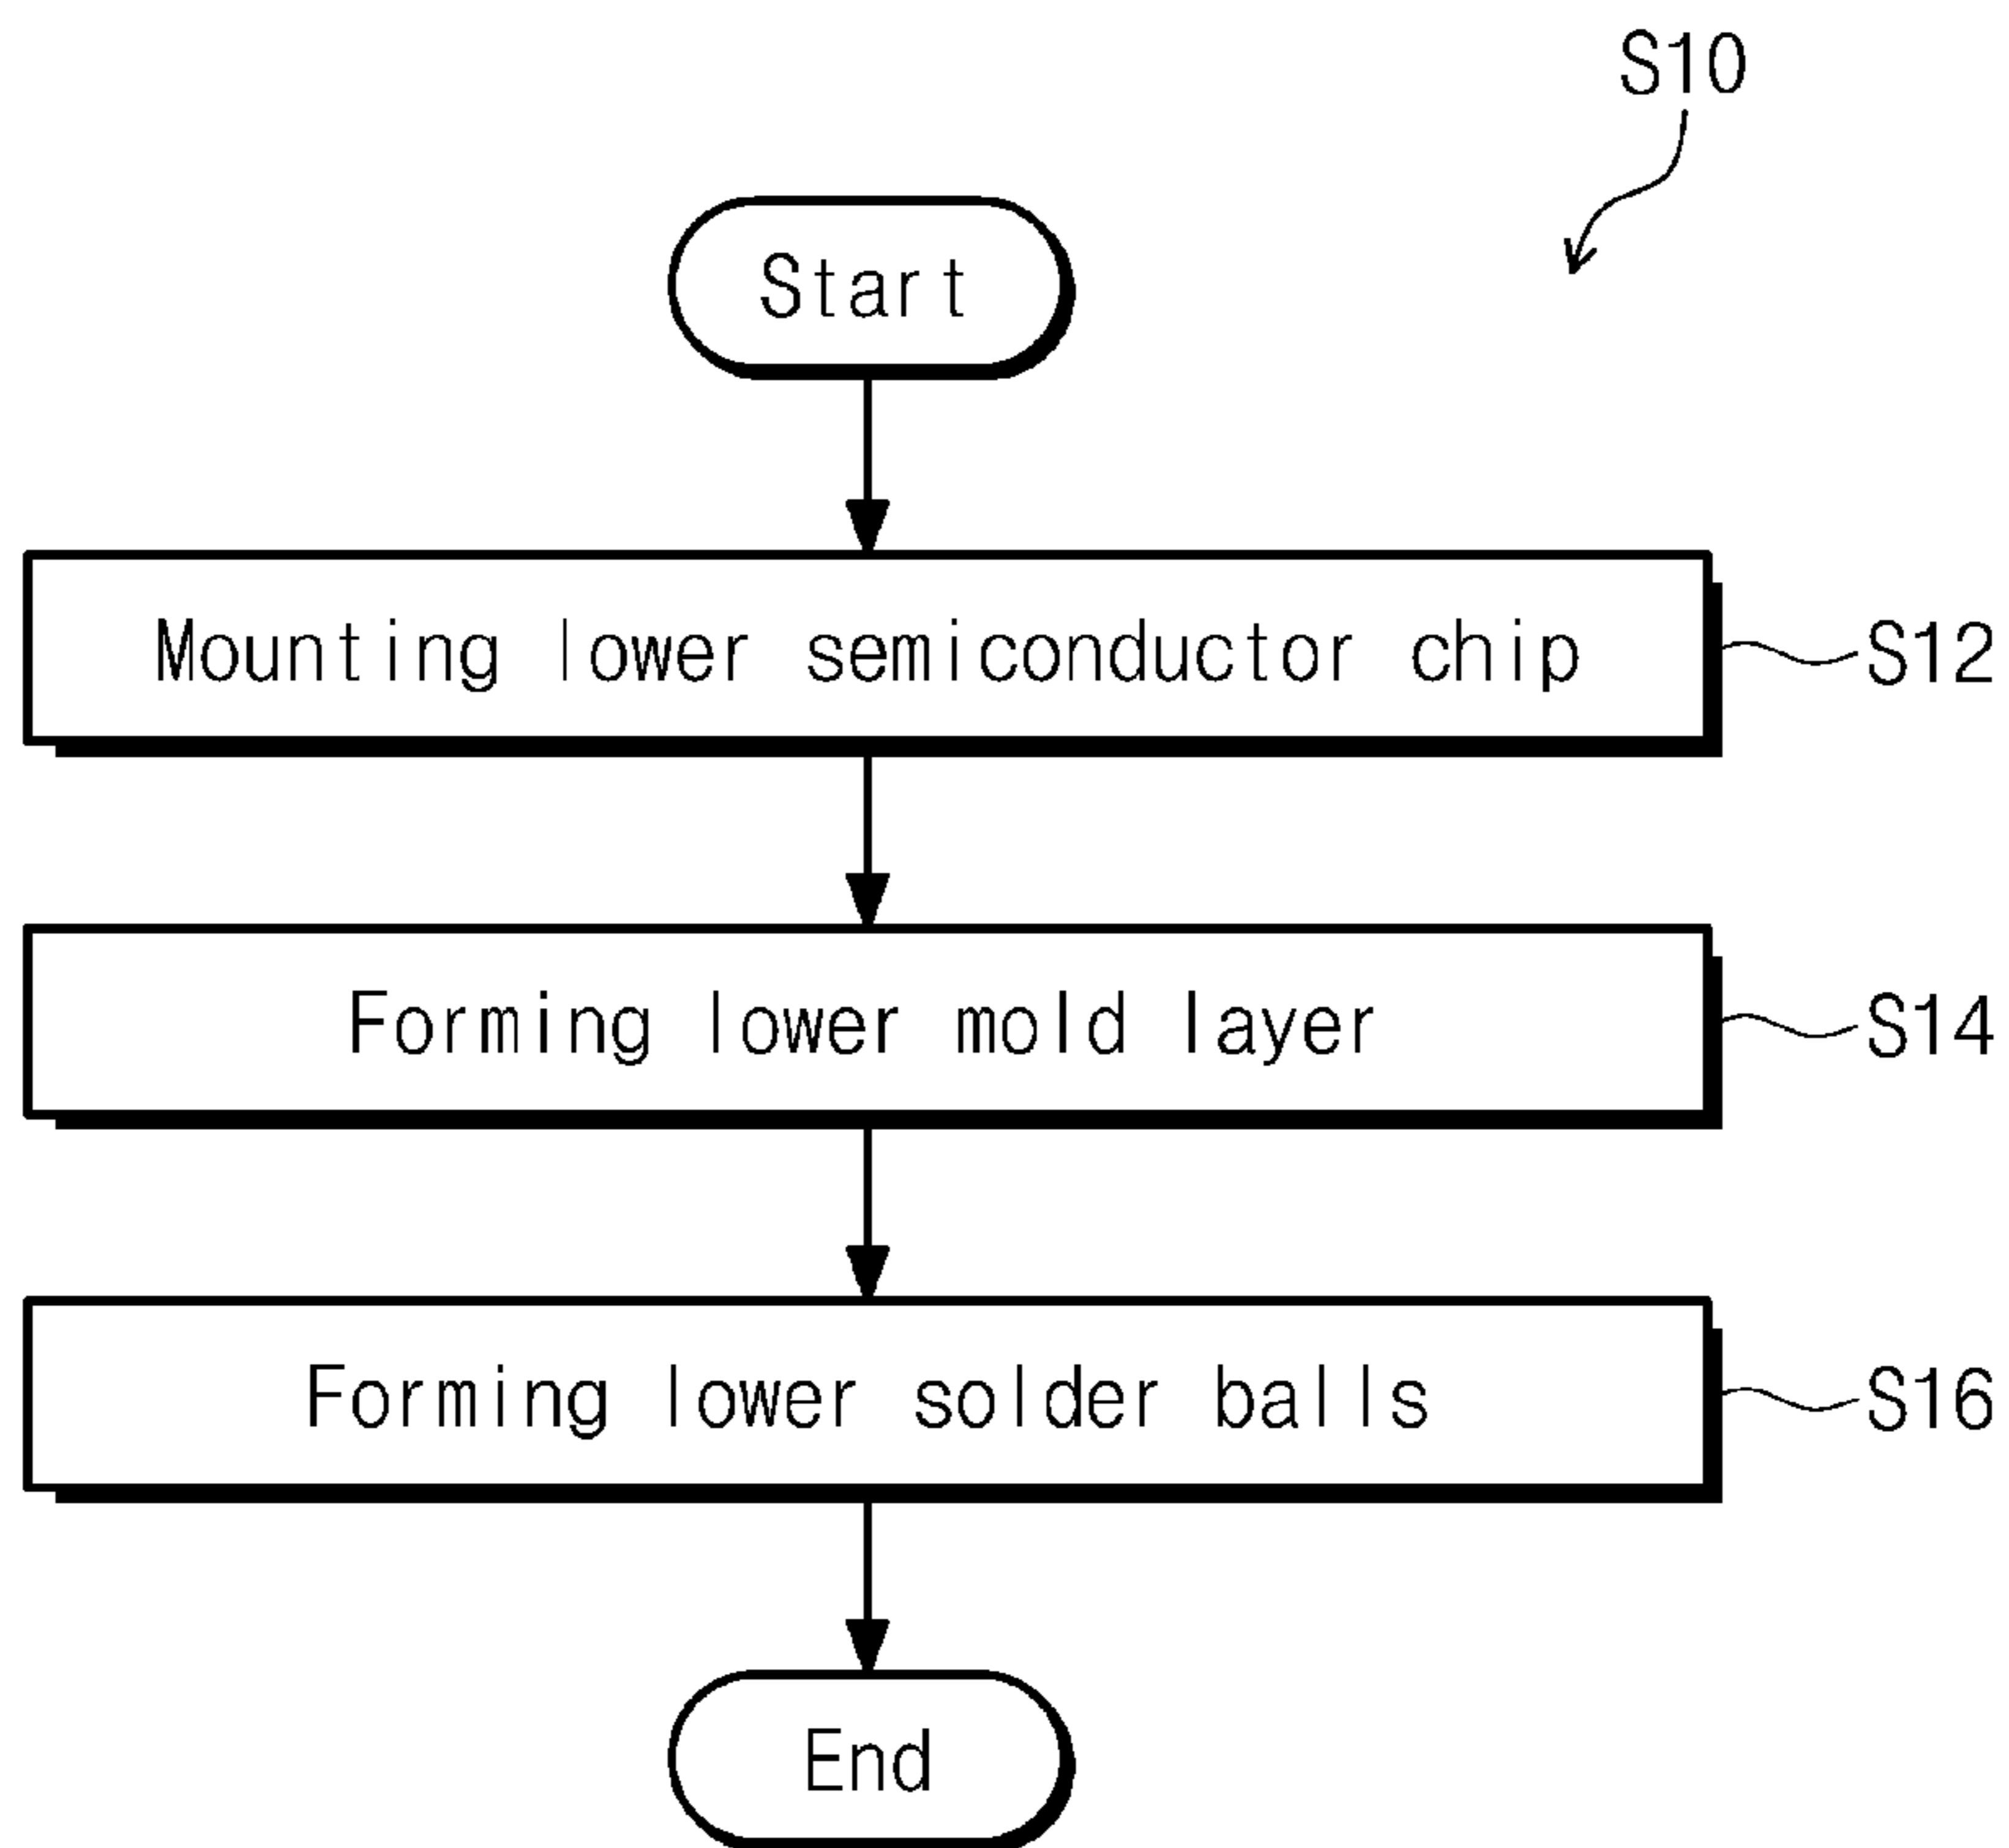 S10
Start
Mounting lower semiconductor chip
S12
Forming lower mold layer
S14
Forming lower solder balls
S16
End